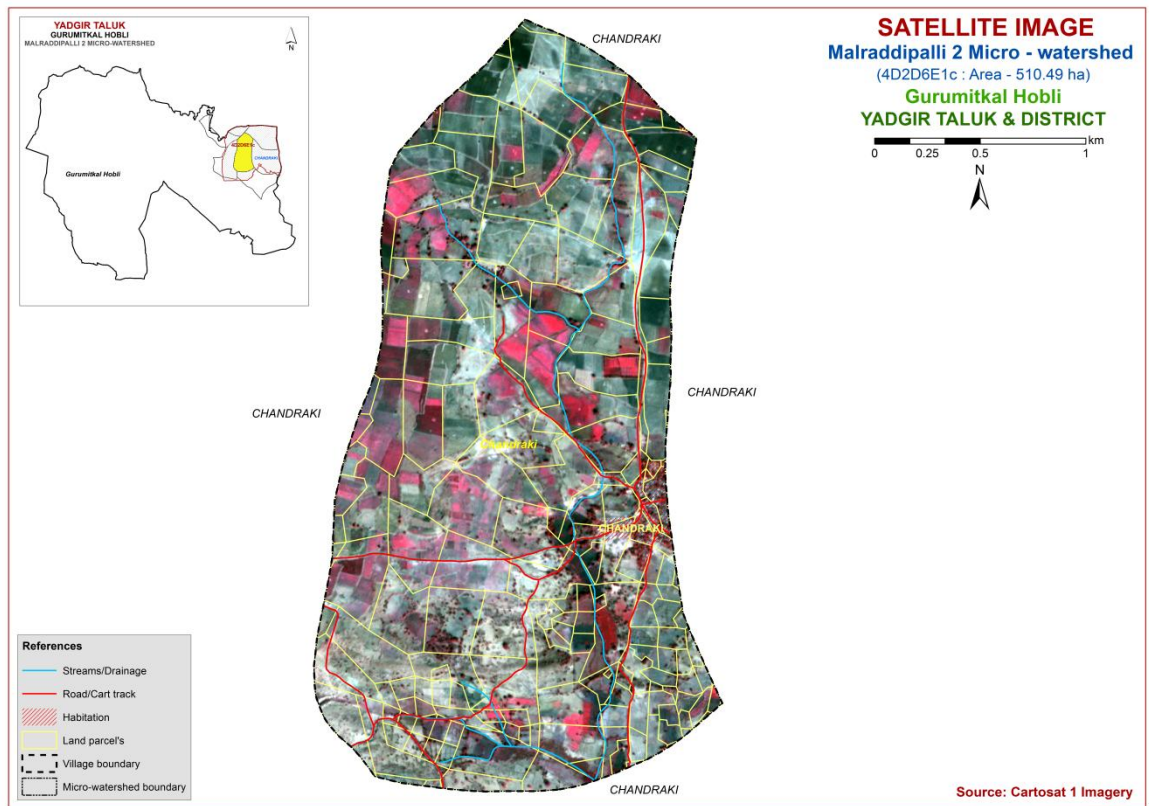 YADGIR TALUK
GURUMITKAL HOBLI
MALRADDIPALLI 2 MICRO-WATERSHED
N
4D2D6E1c
CHANDRAKI
Gurumitkal Hobli
SATELLITE IMAGE
Malraddipalli 2 Micro - watershed
(4D2D6E1c : Area - 510.49 ha)
Gurumitkal Hobli
YADGIR TALUK & DISTRICT
km
0 0.25 0.5 1
N
CHANDRAKI
CHANDRAKI
CHANDRAKI
Chandraki
CHANDRAKI
CHANDRAKI
References
Streams/Drainage
Road/Cart track
Habitation
Land parcel's
Village boundary
Micro-watershed boundary
Source: Cartosat 1 Imagery